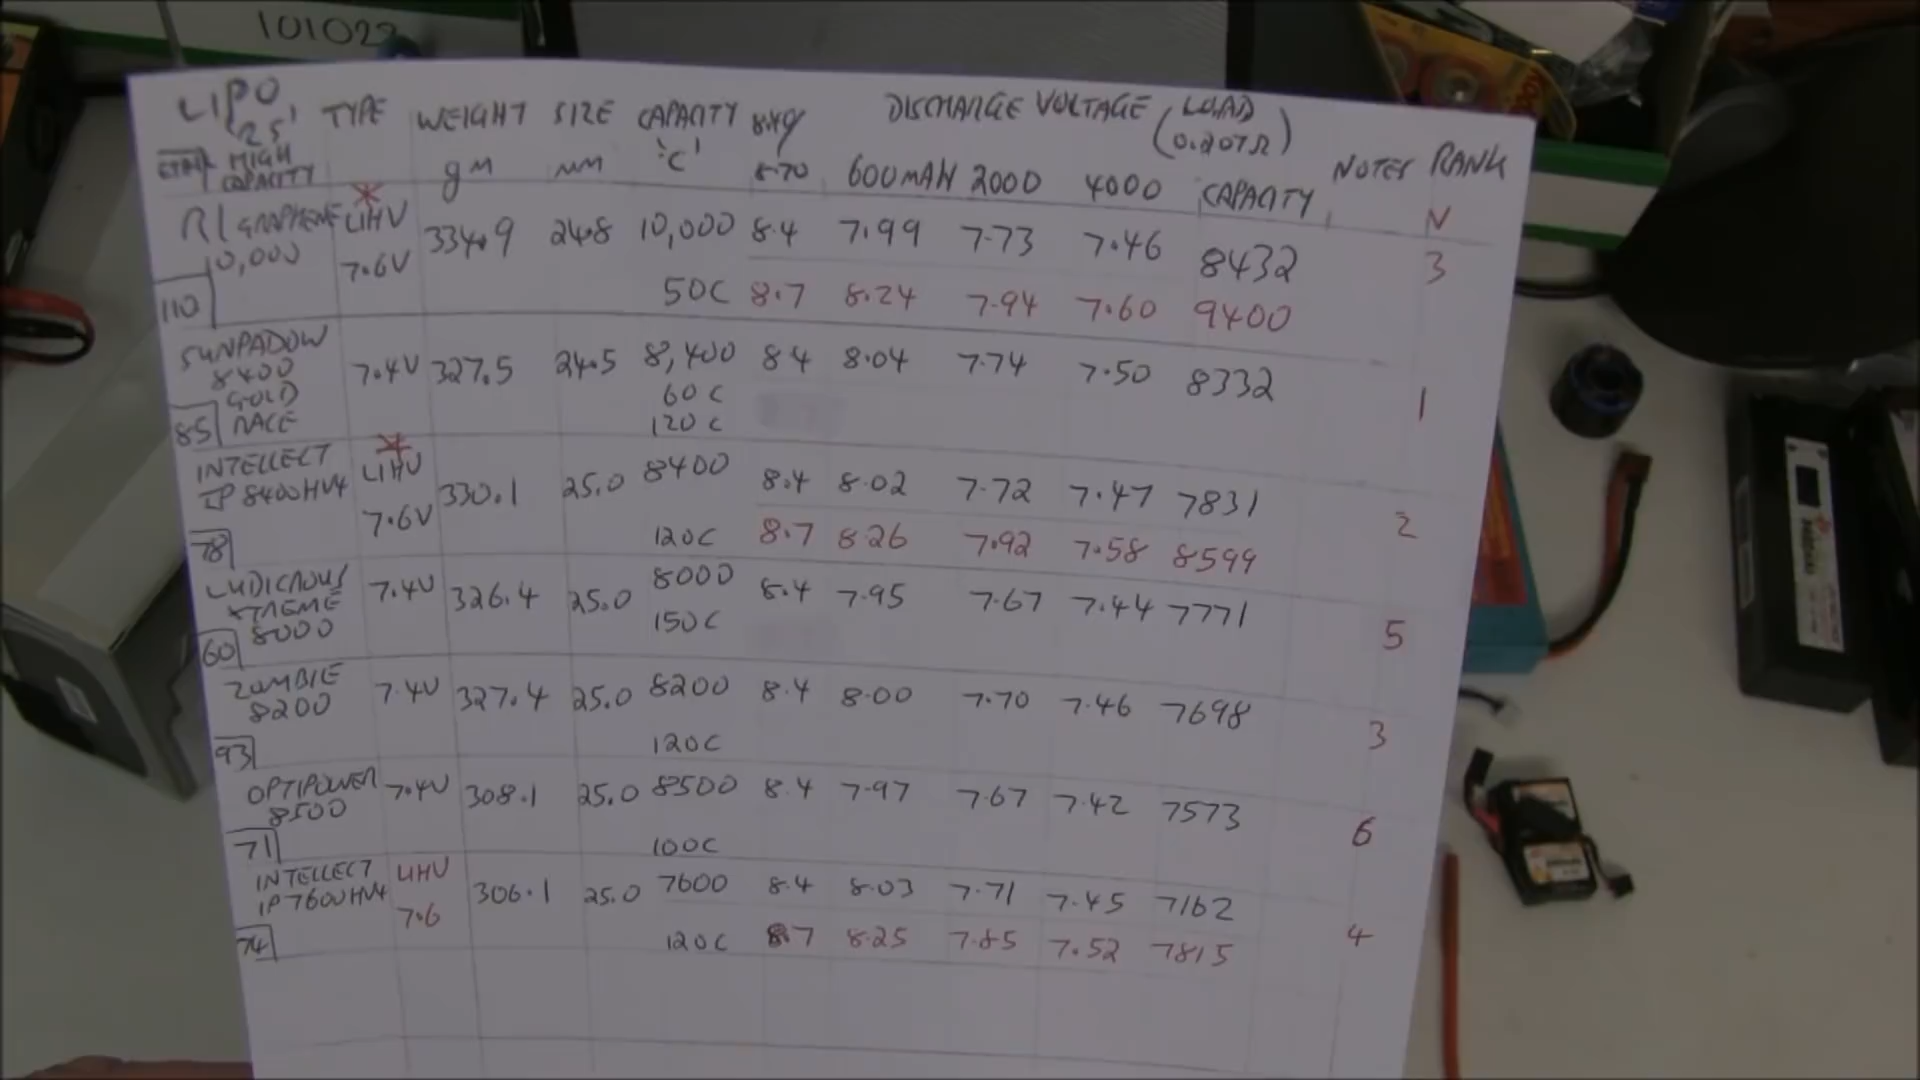 101022
LIPO, TYPE WEIGHT SIZE CAPACITY 8.40/ DISCHARGE VOLTAGE (LOAD
(2S) HIGH CAPACITY gM MM 'C' 8.70 600MAH 2000 4000 CAPACITY 0.207Ω) NOTES RANK
V
R1 GRAPHENE LIHV 334.9 24.8 10,000 8.4 7.99 7.73 7.46 8432 3
10,000 7.6V
110 50C 8.7 8.24 7.94 7.60 9400
SUNPADOW 7.4V 327.5 24.5 8,400 8.4 8.04 7.74 7.50 8332 1
8400 60C
GOLD 120C
85 RACE
INTELLECT LIHV 330.1 25.0 8400 8.4 8.02 7.72 7.47 7831 2
IP 8400HV4 7.6V
78 120C 8.7 8.26 7.92 7.58 8599
LUDICROUS 7.4V 326.4 25.0 8000 8.4 7.95 7.67 7.44 7771 5
XTREME 150C
60 8000
ZOMBIE 7.4V 327.4 25.0 8200 8.4 8.00 7.70 7.46 7698 3
8200
93 120C
OPTIPOWER 7.4V 308.1 25.0 8500 8.4 7.97 7.67 7.42 7573 6
8500
71 100C
INTELLECT LIHV 306.1 25.0 7600 8.4 8.03 7.71 7.45 7162 4
IP7600HV4 7.6
74 120C 8.7 8.25 7.85 7.52 7815